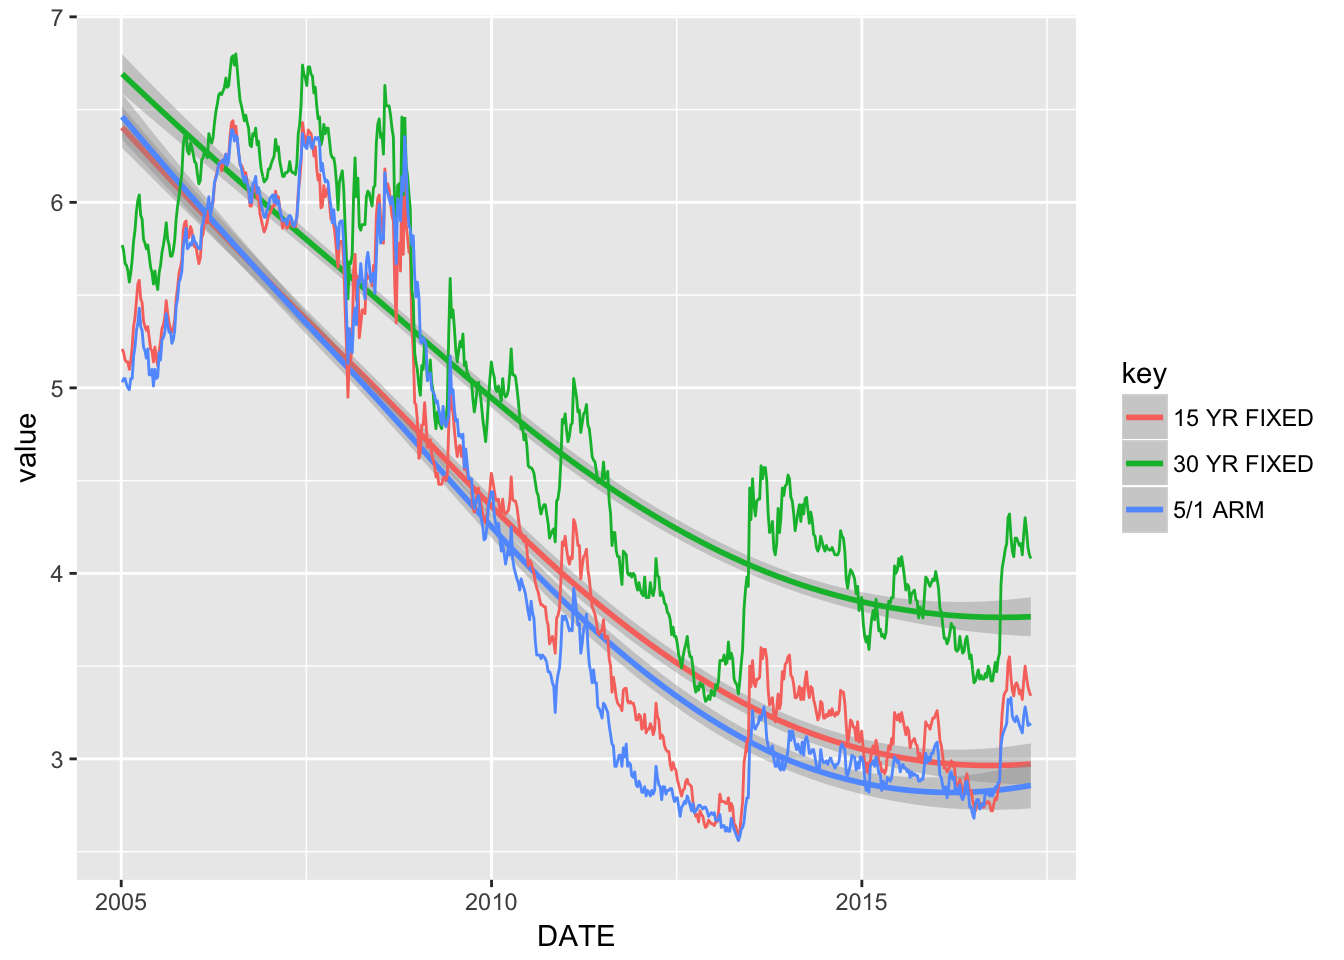 7
6
5
4
3
value
2005 2010 2015
DATE
key
15 YR FIXED
30 YR FIXED
5/1 ARM